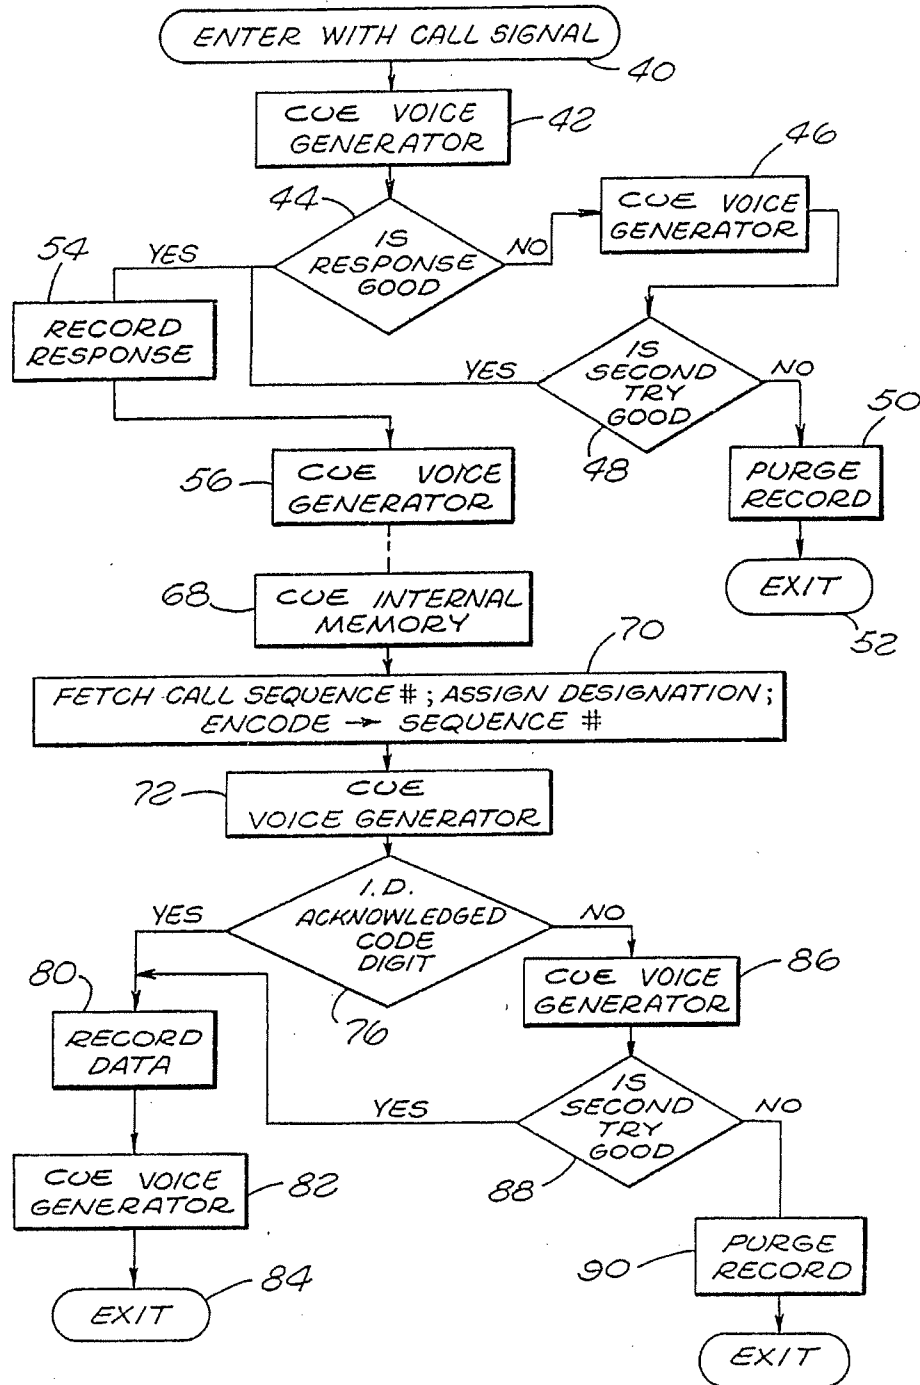 ENTER WITH CALL SIGNAL
40
CUE VOICE
GENERATOR
42
46
CUE VOICE
GENERATOR
44
IS
RESPONSE
GOOD
NO
YES
54
RECORD
RESPONSE
IS
SECOND
TRY
GOOD
YES
NO
48
50
PURGE
RECORD
56
CUE VOICE
GENERATOR
EXIT
52
68
CUE INTERNAL
MEMORY
70
FETCH CALL SEQUENCE #; ASSIGN DESIGNATION;
ENCODE → SEQUENCE #
72
CUE
VOICE GENERATOR
I.D.
ACKNOWLEDGED
CODE
DIGIT
YES
NO
76
80
RECORD
DATA
CUE VOICE
GENERATOR
86
IS
SECOND
TRY
GOOD
YES
NO
88
CUE VOICE
GENERATOR
82
PURGE
RECORD
90
EXIT
84
EXIT